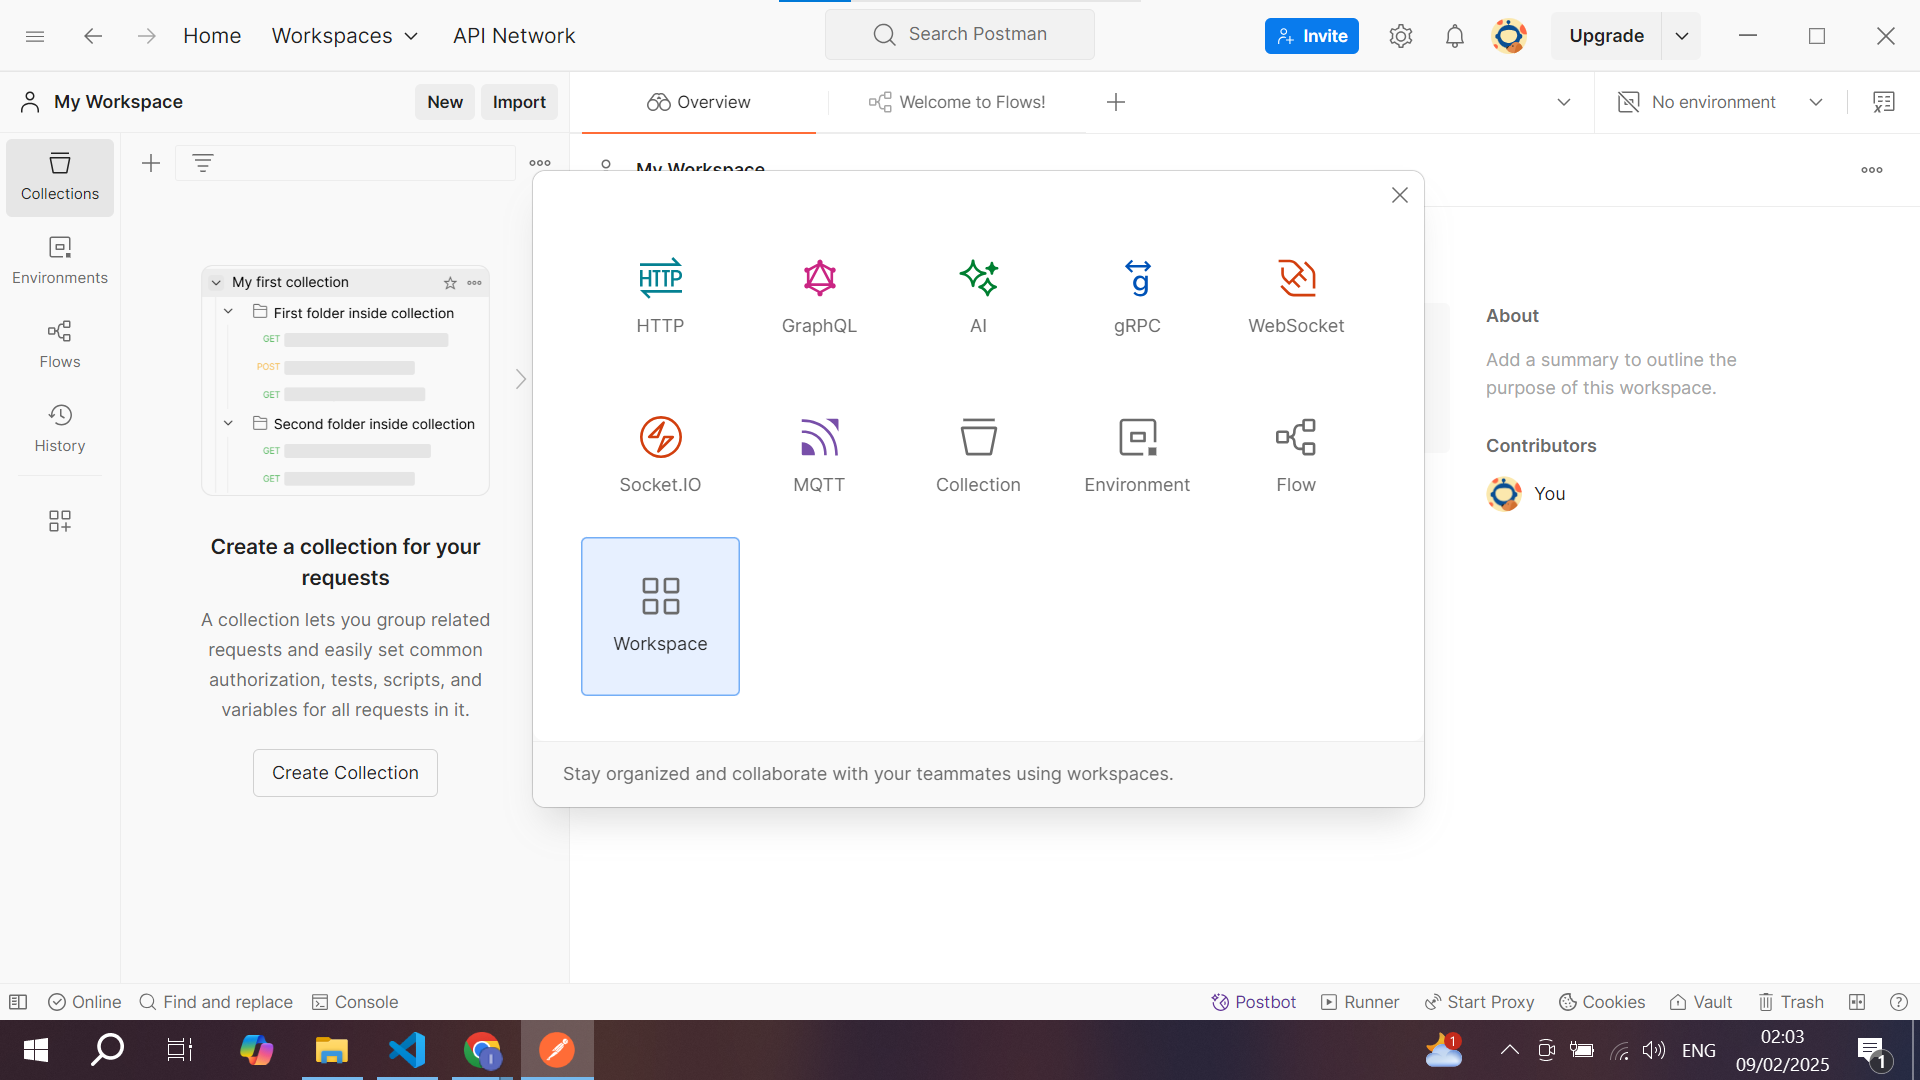 Home
Workspaces
API Network
Search Postman
Invite
Upgrade
My Workspace
New
Import
Overview
Welcome to Flows!
No environment
Collections
Environments
Flows
History
My first collection
First folder inside collection
GET
POST
GET
Second folder inside collection
GET
GET
Create a collection for your
requests
A collection lets you group related
requests and easily set common
authorization, tests, scripts, and
variables for all requests in it.
Create Collection
My Workspace
HTTP
HTTP
GraphQL
AI
g
gRPC
WebSocket
Socket.IO
MQTT
Collection
Environment
Flow
Workspace
Stay organized and collaborate with your teammates using workspaces.
About
Add a summary to outline the
purpose of this workspace.
Contributors
You
Online
Find and replace
Console
Postbot
Runner
Start Proxy
Cookies
Vault
Trash
I
1
ENG
02:03
09/02/2025
1